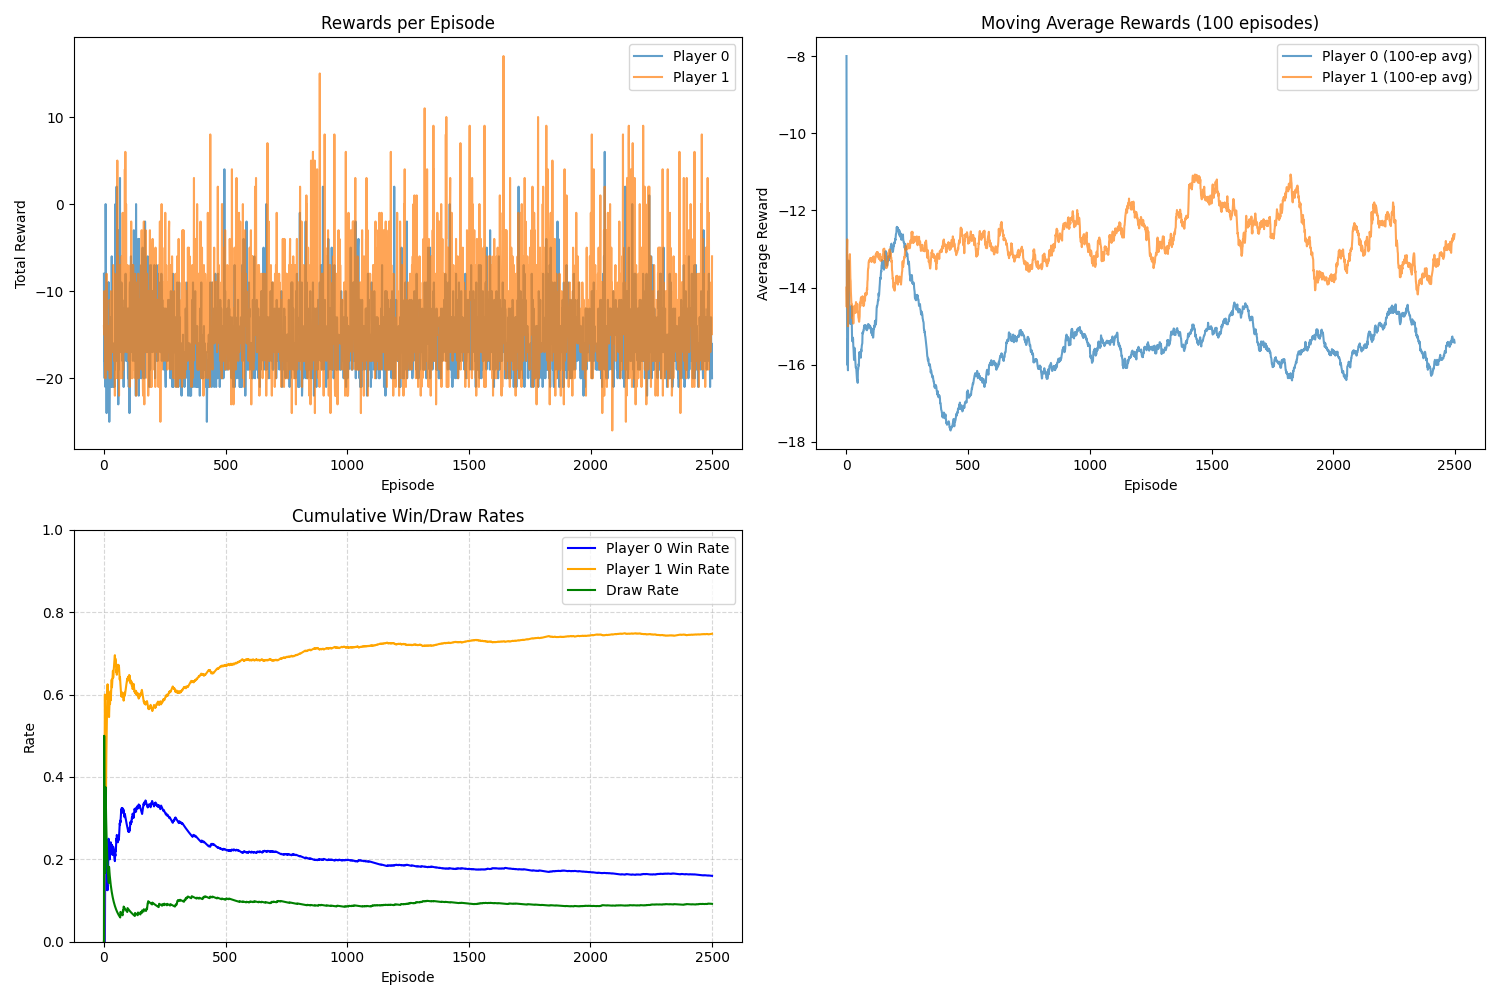 Rewards per Episode
Player 0
Player 1
10
0
−10
−20
Total Reward
0
500
1000
1500
2000
2500
Episode
Moving Average Rewards (100 episodes)
Player 0 (100-ep avg)
Player 1 (100-ep avg)
−8
−10
−12
−14
−16
−18
Average Reward
0
500
1000
1500
2000
2500
Episode
Cumulative Win/Draw Rates
Player 0 Win Rate
Player 1 Win Rate
Draw Rate
1.0
0.8
0.6
0.4
0.2
0.0
Rate
0
500
1000
1500
2000
2500
Episode